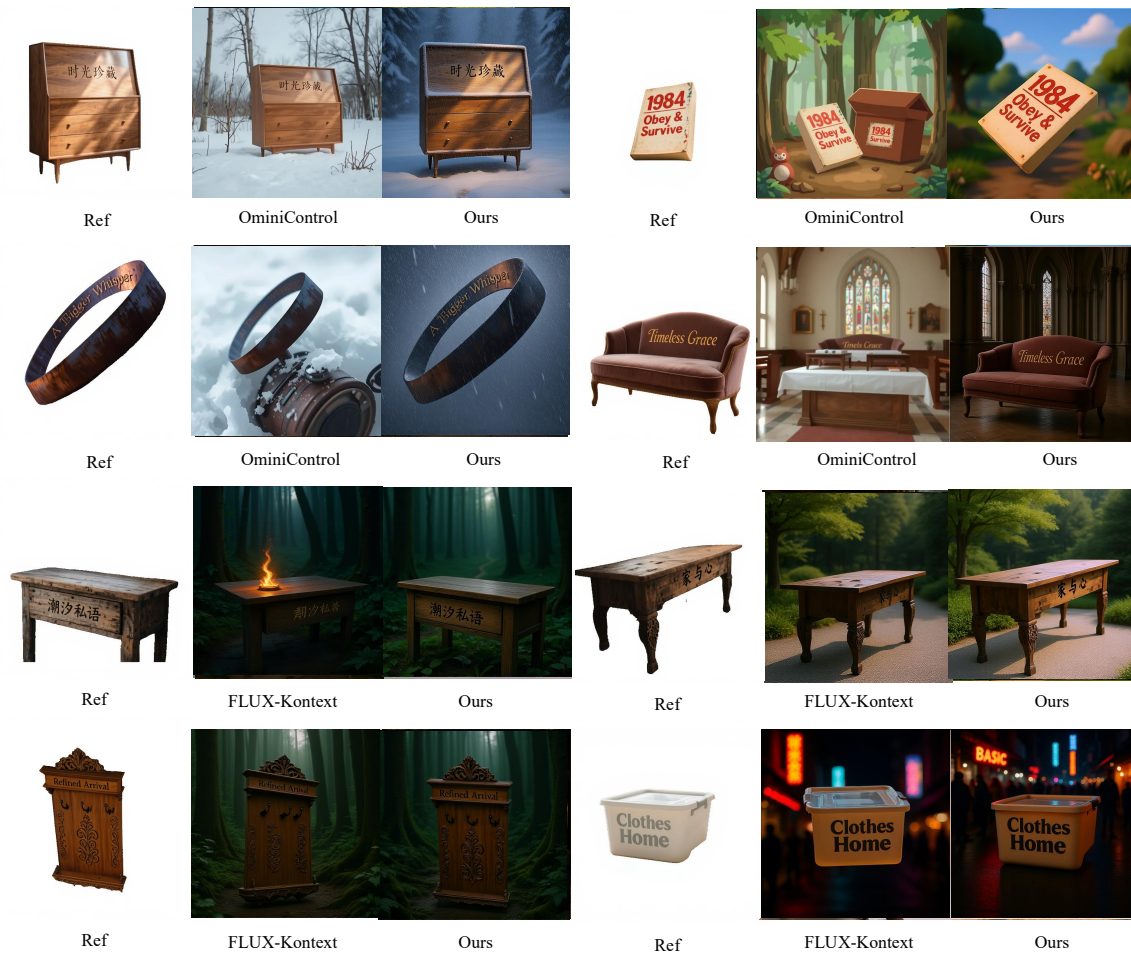 时光珍藏
时光珍藏
时光珍藏
1984
Obey &
Survive
1984
Obey &
Survive
1984
Survive
1984
Obey &
Survive
Ref
OminiControl
Ours
Ref
OminiControl
Ours
A Trigger Whisper
A Trigger Whisper
Timeless Grace
Timeless Grace
Ref
OminiControl
Ours
Ref
OminiControl
Ours
潮汐私语
潮汐私语
家与心
家与心
Ref
FLUX-Kontext
Ours
Ref
FLUX-Kontext
Ours
Refined Arrival
Refined Arrival
Refined Arrival
Clothes
Home
Clothes
Home
BASIC
Clothes
Home
Ref
FLUX-Kontext
Ours
Ref
FLUX-Kontext
Ours